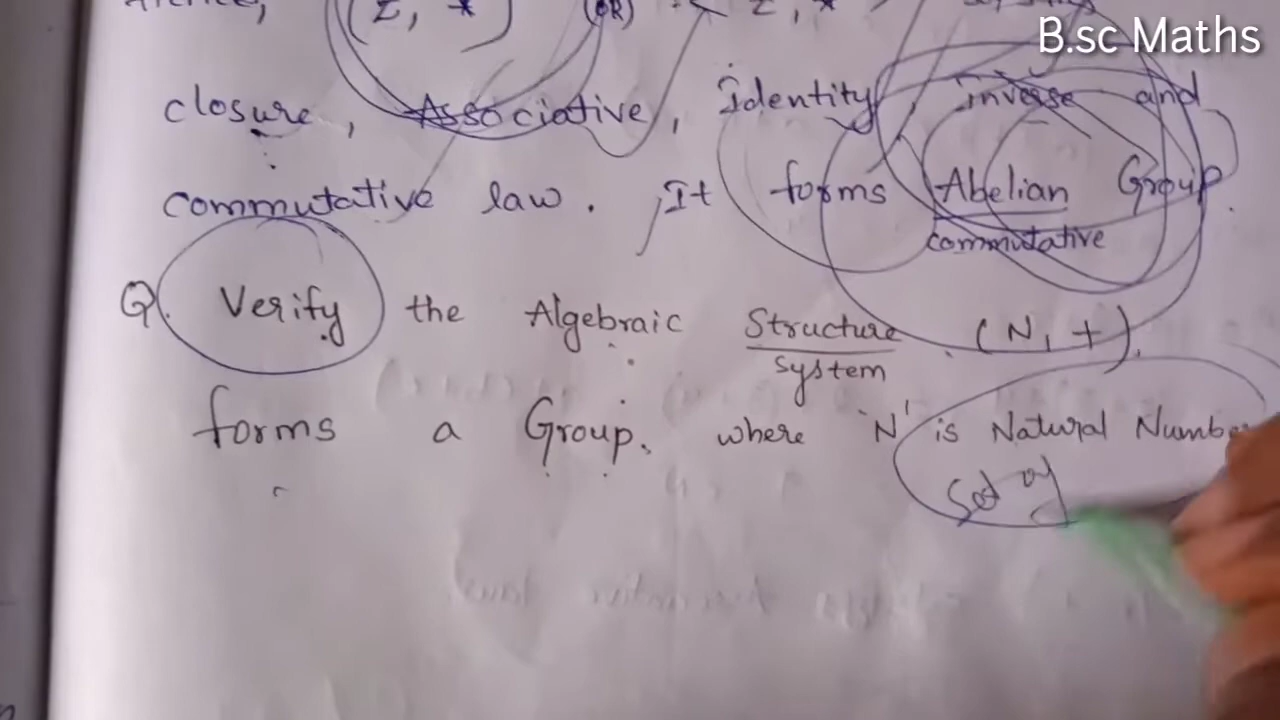 (Z, *) (OR) Z, *
B.sc Maths
closure, Associative, Identity, Inverse and
commutative law. It forms Abelian Group.
commutative
Q. Verify the Algebraic Structure (N, +).
system
forms a Group. where 'N' is Natural Number
Set of